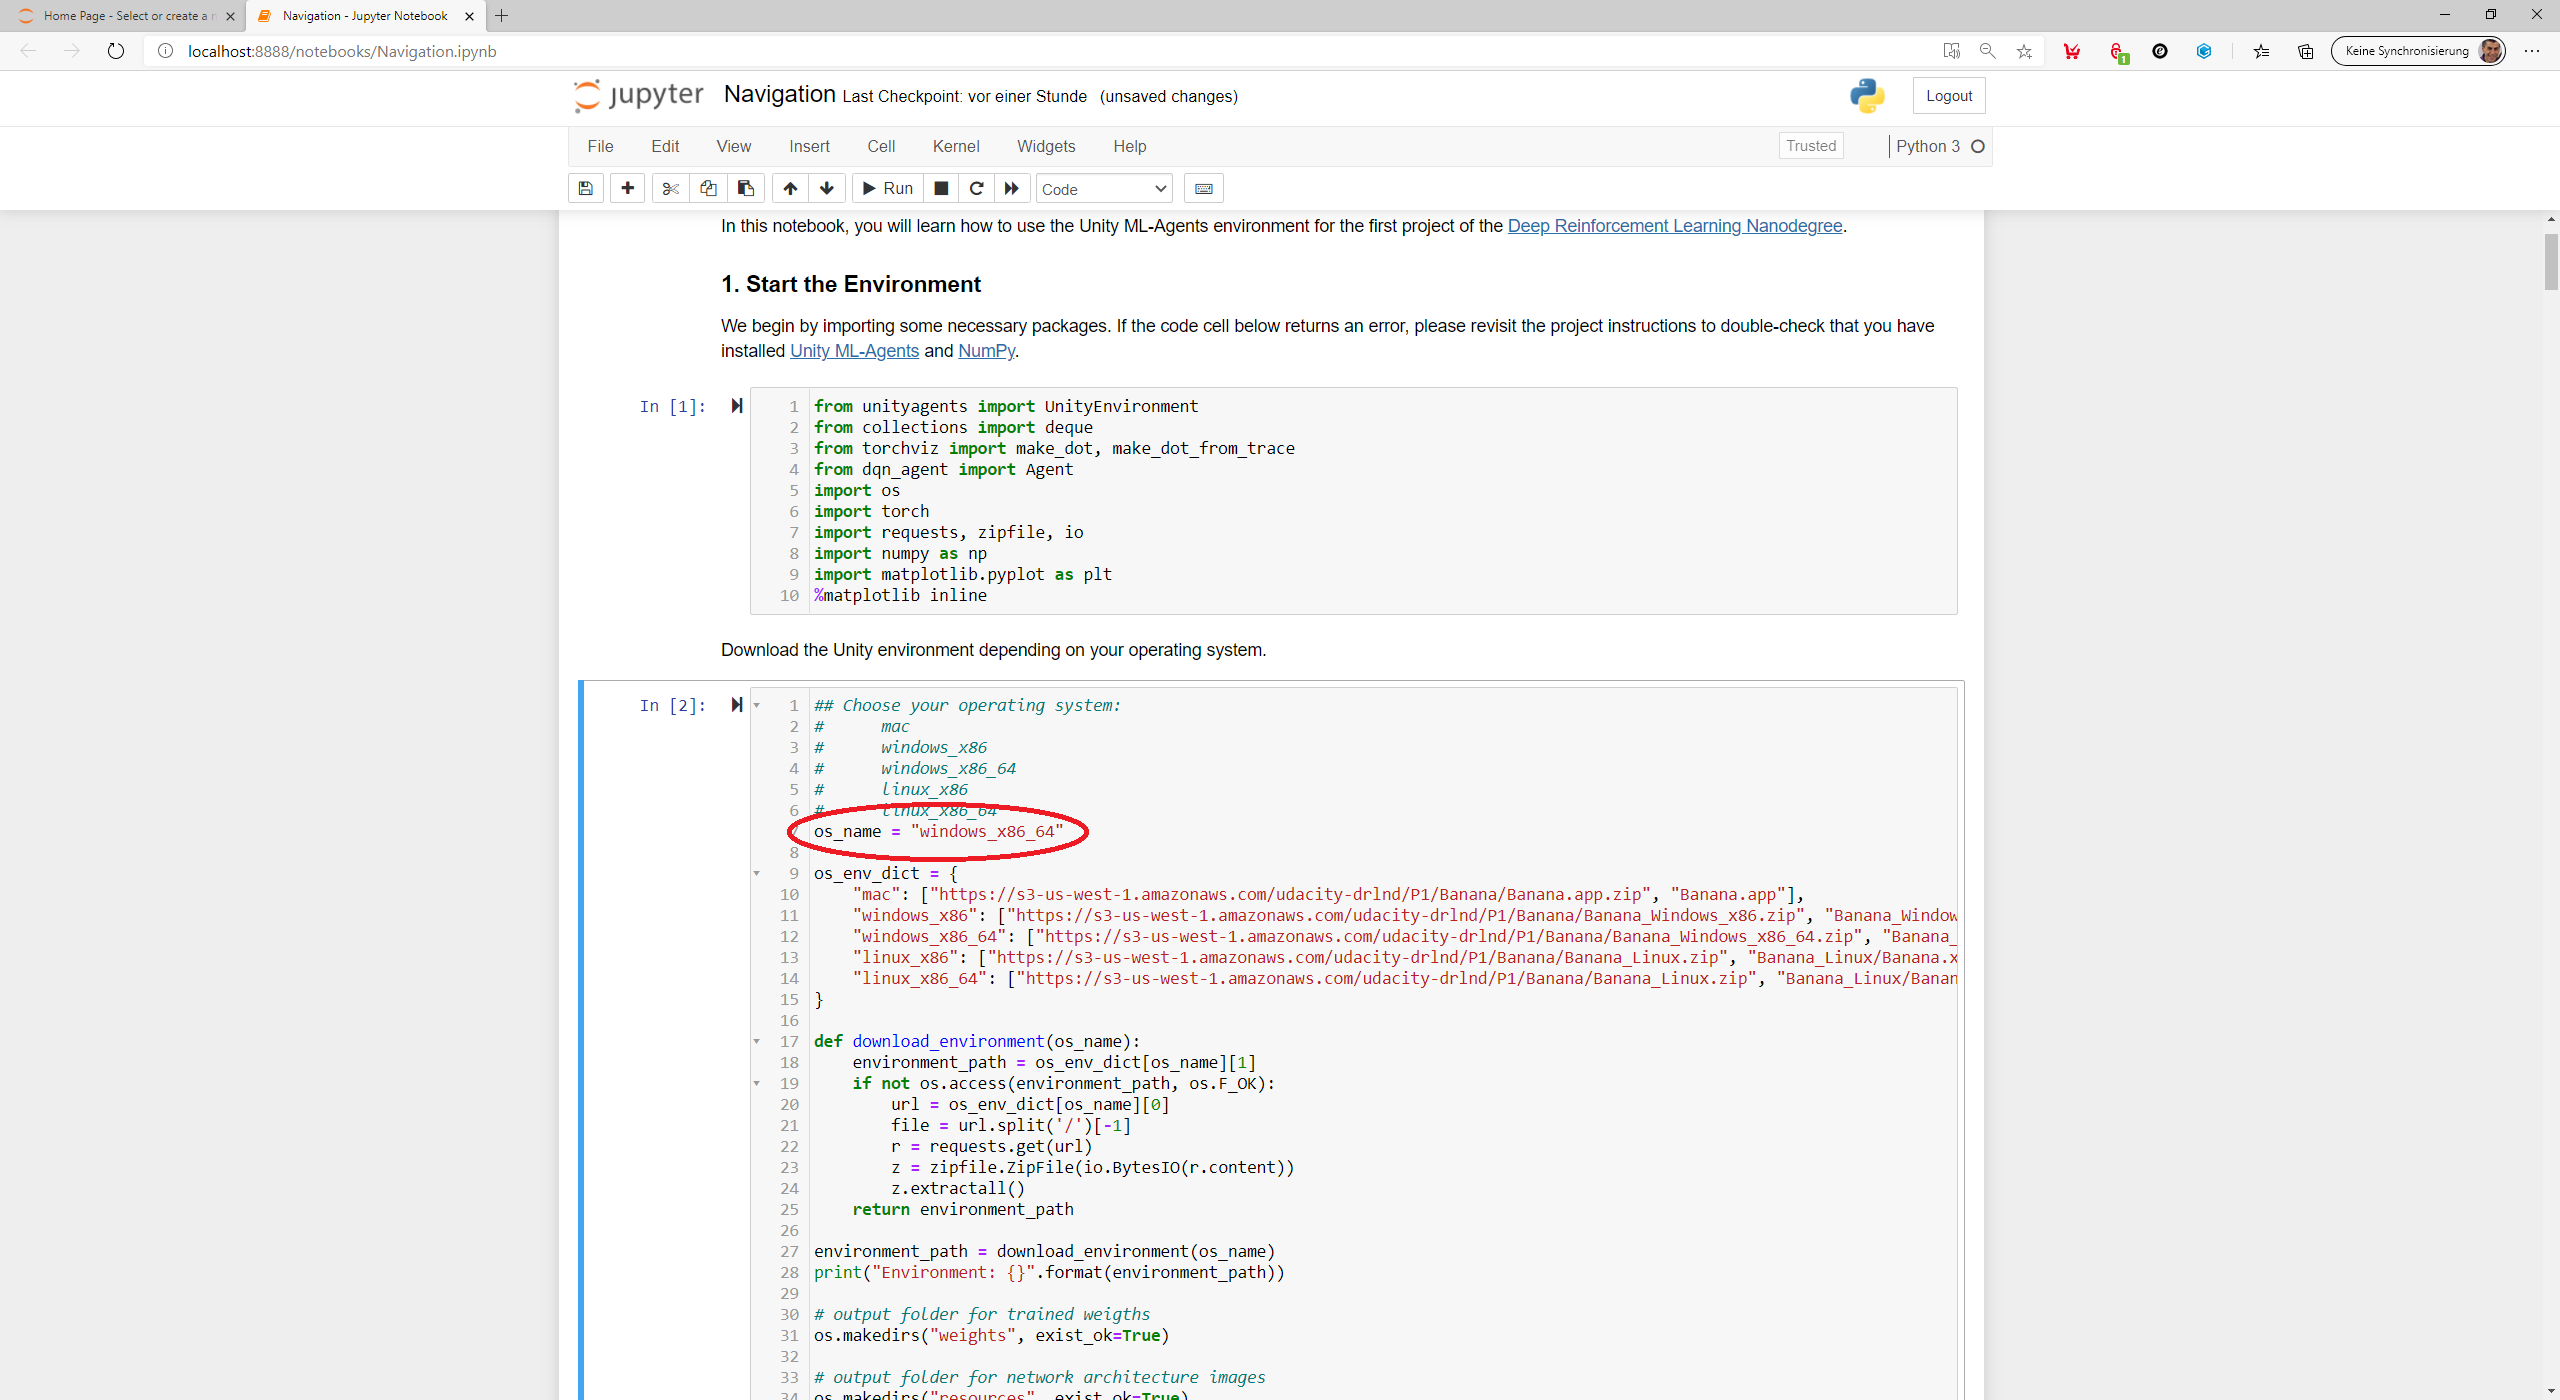 Home Page - Select or create a n
Navigation - Jupyter Notebook
localhost:8888/notebooks/Navigation.ipynb
1
Keine Synchronisierung
jupyter Navigation Last Checkpoint: vor einer Stunde (unsaved changes)
Logout
File Edit View Insert Cell Kernel Widgets Help
Trusted
Python 3
Run
Code
In this notebook, you will learn how to use the Unity ML-Agents environment for the first project of the Deep Reinforcement Learning Nanodegree.
1. Start the Environment
We begin by importing some necessary packages. If the code cell below returns an error, please revisit the project instructions to double-check that you have
installed Unity ML-Agents and NumPy.
In [1]:
1 from unityagents import UnityEnvironment
2 from collections import deque
3 from torchviz import make_dot, make_dot_from_trace
4 from dqn_agent import Agent
5 import os
6 import torch
7 import requests, zipfile, io
8 import numpy as np
9 import matplotlib.pyplot as plt
10 %matplotlib inline
Download the Unity environment depending on your operating system.
In [2]:
1 ## Choose your operating system:
2 #      mac
3 #      windows_x86
4 #      windows_x86_64
5 #      linux_x86
6 #      linux_x86_64
7 os_name = "windows_x86_64"
8
9 os_env_dict = {
10     "mac": ["https://s3-us-west-1.amazonaws.com/udacity-drlnd/P1/Banana/Banana.app.zip", "Banana.app"],
11     "windows_x86": ["https://s3-us-west-1.amazonaws.com/udacity-drlnd/P1/Banana/Banana_Windows_x86.zip", "Banana_Window
12     "windows_x86_64": ["https://s3-us-west-1.amazonaws.com/udacity-drlnd/P1/Banana/Banana_Windows_x86_64.zip", "Banana_
13     "linux_x86": ["https://s3-us-west-1.amazonaws.com/udacity-drlnd/P1/Banana/Banana_Linux.zip", "Banana_Linux/Banana.x
14     "linux_x86_64": ["https://s3-us-west-1.amazonaws.com/udacity-drlnd/P1/Banana/Banana_Linux.zip", "Banana_Linux/Banan
15 }
16
17 def download_environment(os_name):
18     environment_path = os_env_dict[os_name][1]
19     if not os.access(environment_path, os.F_OK):
20         url = os_env_dict[os_name][0]
21         file = url.split('/')[-1]
22         r = requests.get(url)
23         z = zipfile.ZipFile(io.BytesIO(r.content))
24         z.extractall()
25     return environment_path
26
27 environment_path = download_environment(os_name)
28 print("Environment: {}".format(environment_path))
29
30 # output folder for trained weigths
31 os.makedirs("weights", exist_ok=True)
32
33 # output folder for network architecture images
34 os.makedirs("resources", exist_ok=True)